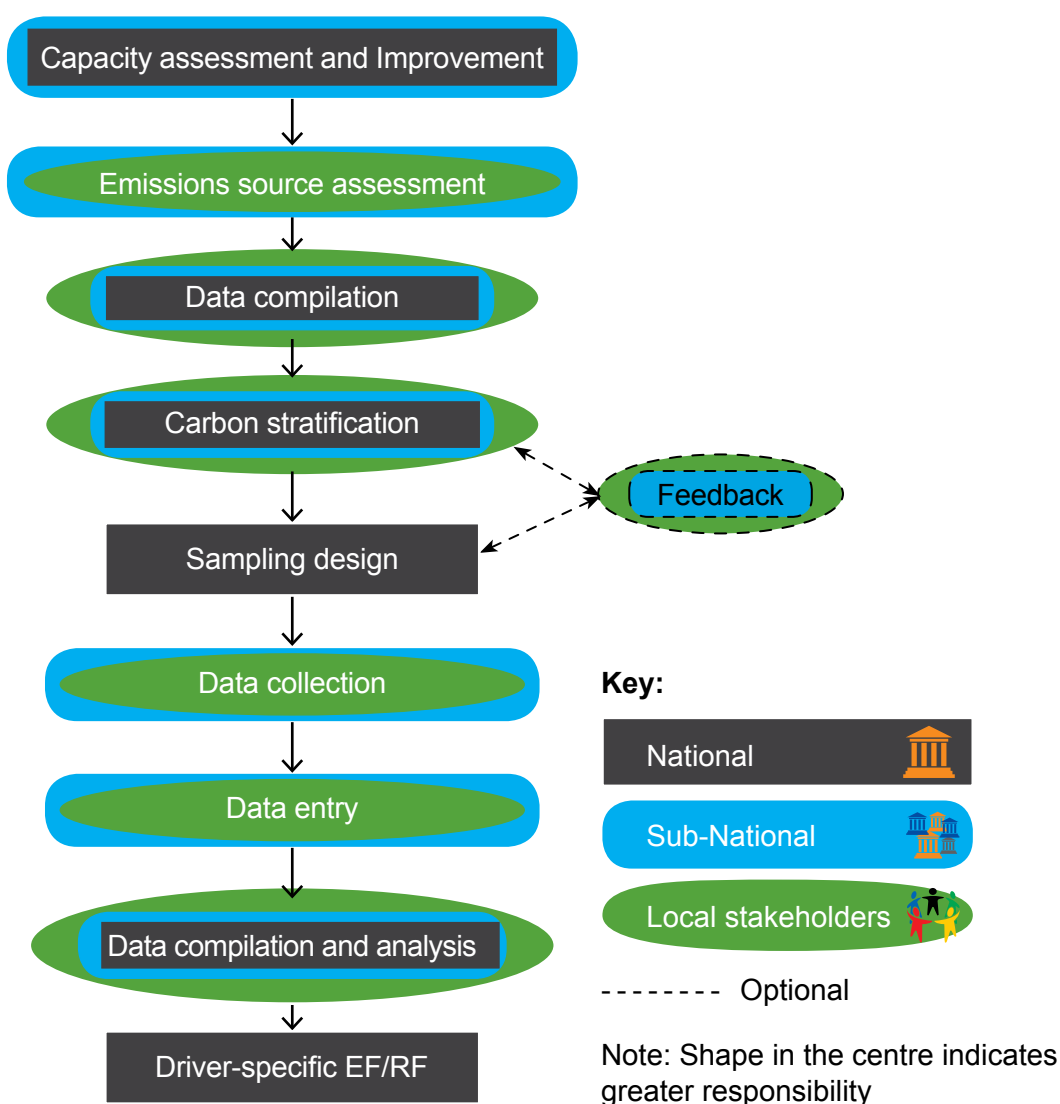 Capacity assessment and Improvement
Emissions source assessment
Data compilation
Carbon stratification
Feedback
Sampling design
Data collection
Data entry
Data compilation and analysis
Driver-specific EF/RF
Key:
National
Sub-National
Local stakeholders
Optional
Note: Shape in the centre indicates
greater responsibility